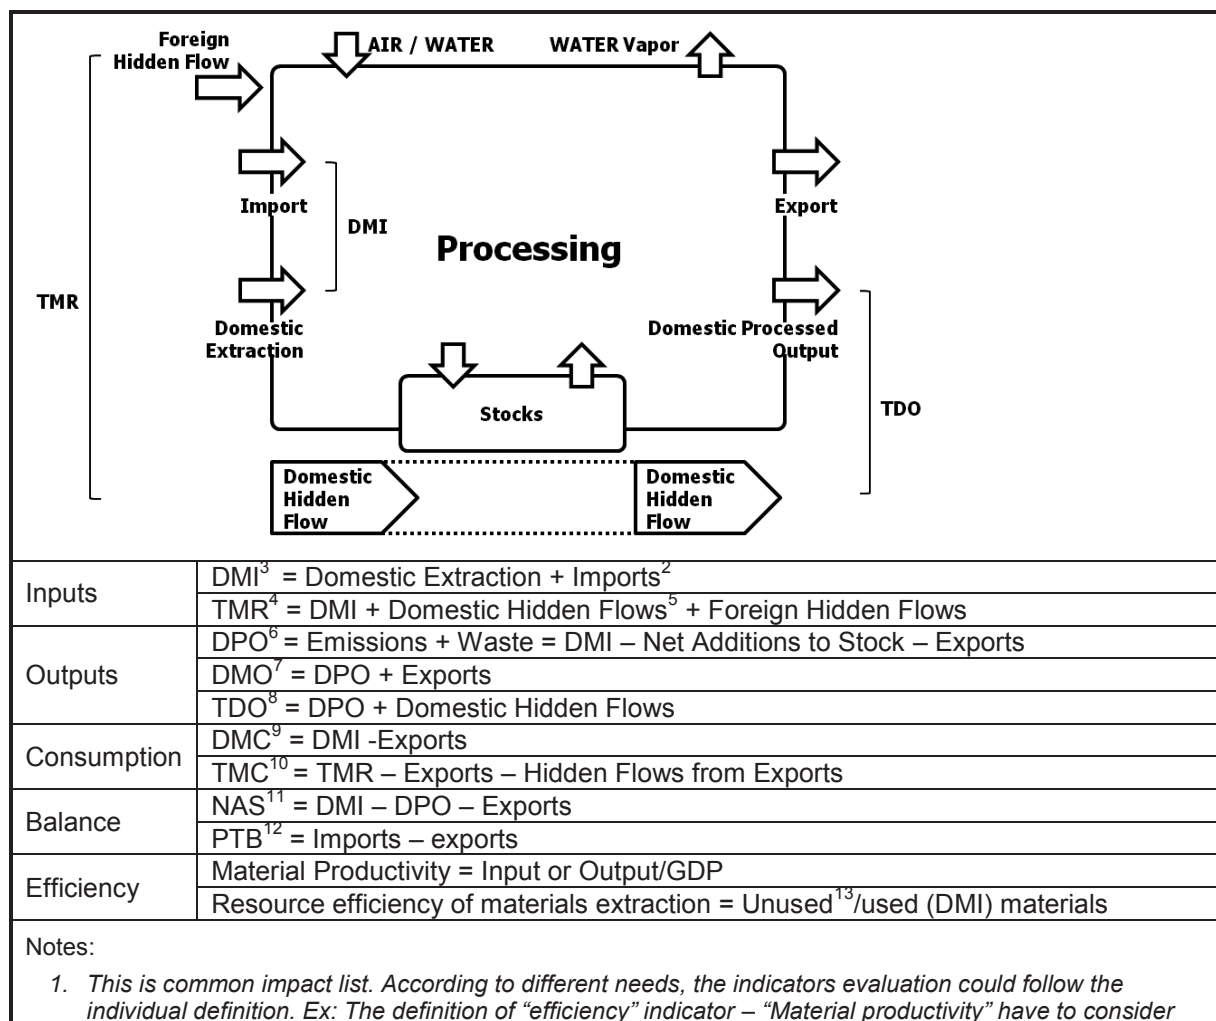 Foreign
Hidden Flow
AIR / WATER
WATER Vapor
Import
DMI
Export
Processing
TMR
Domestic
Extraction
Domestic Processed
Output
TDO
Stocks
Domestic
Hidden
Flow
Domestic
Hidden
Flow
Inputs
DMI³ = Domestic Extraction + Imports²
TMR⁴ = DMI + Domestic Hidden Flows⁵ + Foreign Hidden Flows
Outputs
DPO⁶ = Emissions + Waste = DMI – Net Additions to Stock – Exports
DMO⁷ = DPO + Exports
TDO⁸ = DPO + Domestic Hidden Flows
Consumption
DMC⁹ = DMI -Exports
TMC¹⁰ = TMR – Exports – Hidden Flows from Exports
Balance
NAS¹¹ = DMI – DPO – Exports
PTB¹² = Imports – exports
Efficiency
Material Productivity = Input or Output/GDP
Resource efficiency of materials extraction = Unused¹³/used (DMI) materials
Notes:
1. This is common impact list. According to different needs, the indicators evaluation could follow the
individual definition. Ex: The definition of “efficiency” indicator – “Material productivity” have to consider